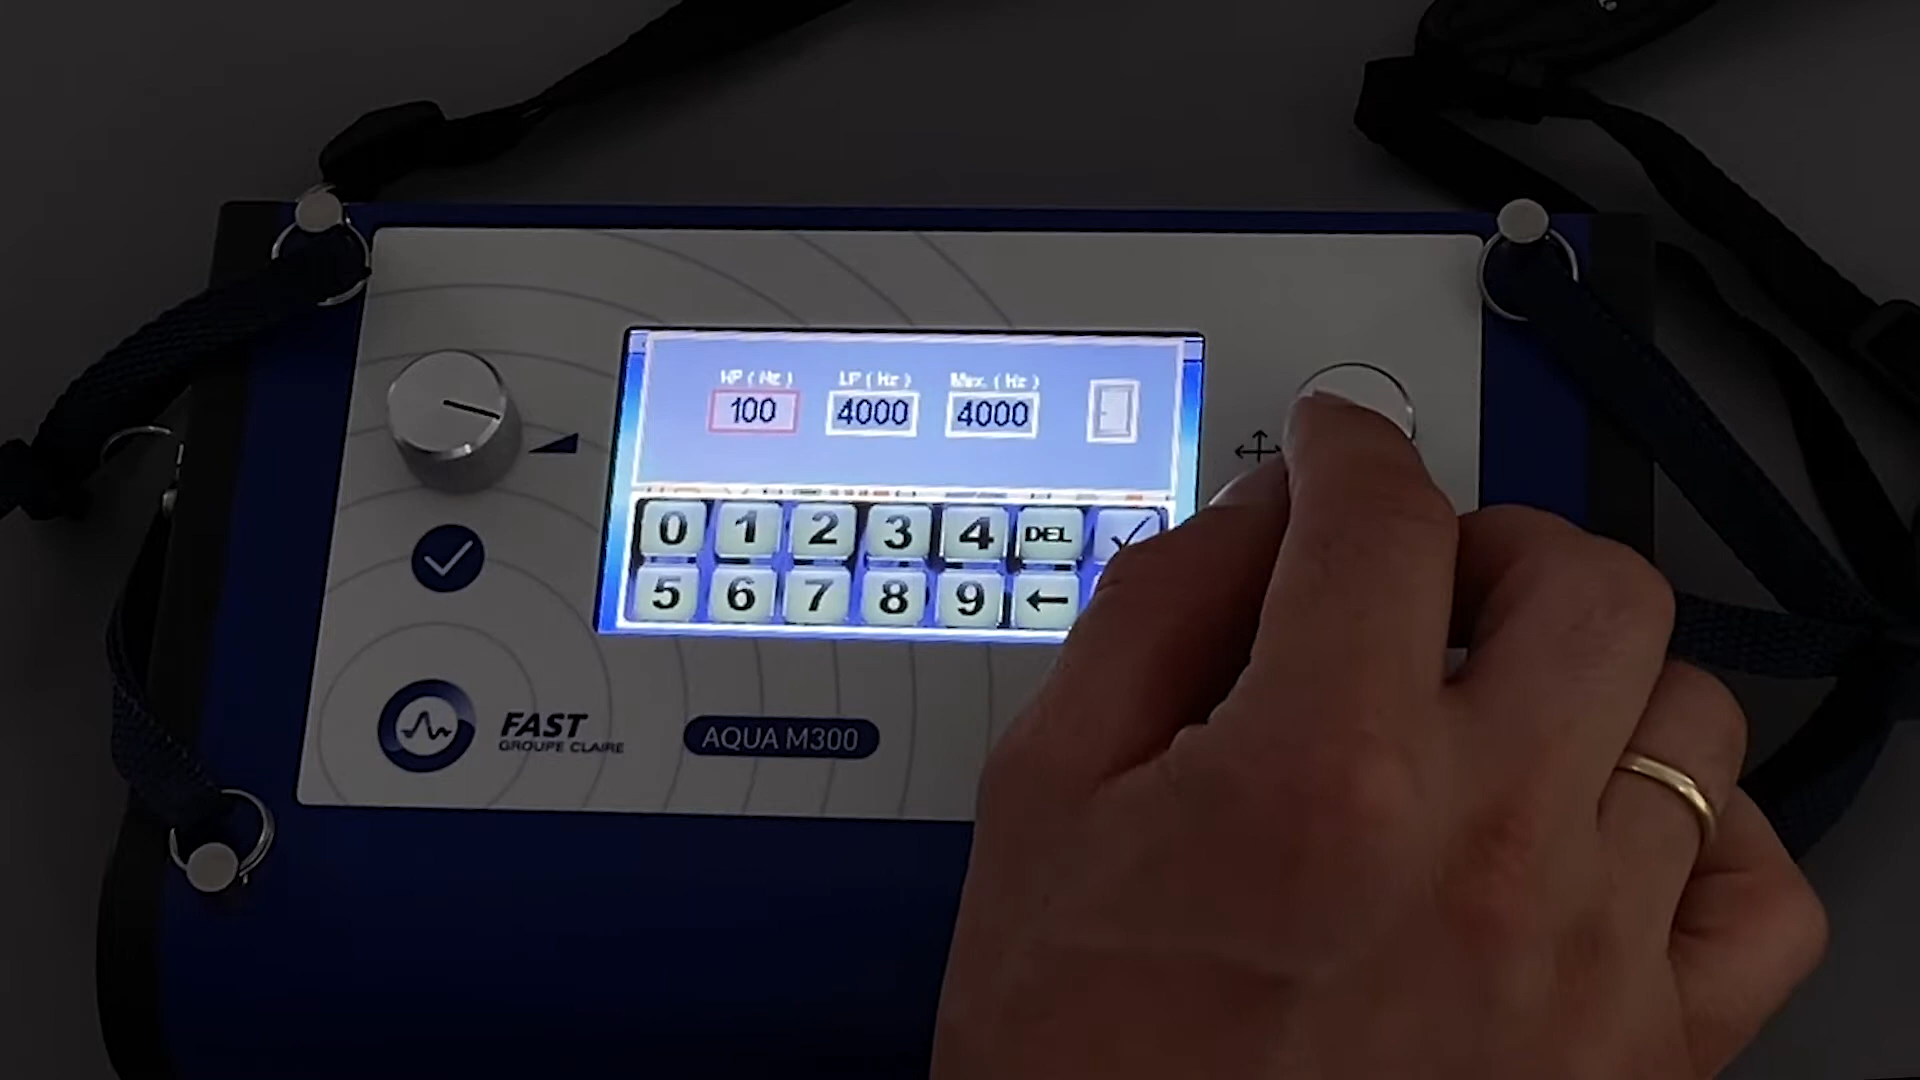 HP (Hz) LP (Hz) Max. (Hz)
100 4000 4000
0 1 2 3 4 DEL
5 6 7 8 9
FAST
GROUPE CLAIRE
AQUA M300